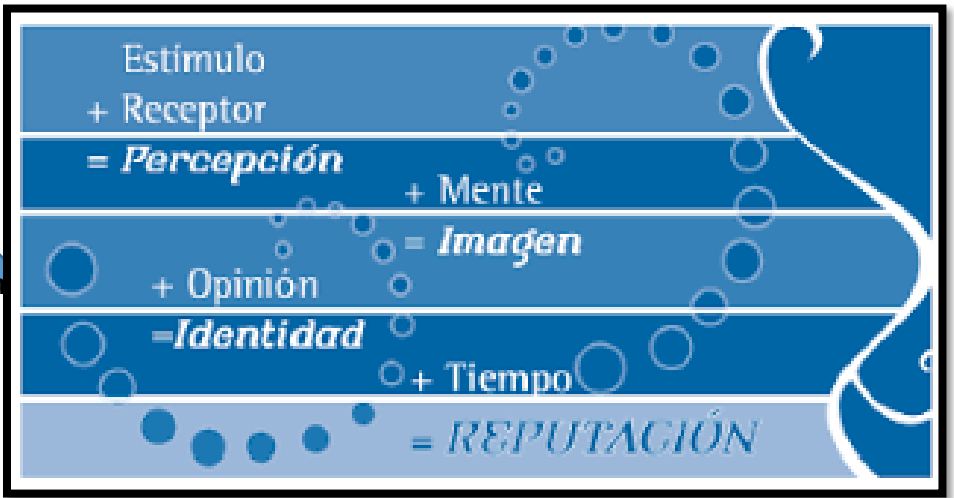 Estímulo
+ Receptor
= Percepción
+ Mente
= Imagen
+ Opinión
=Identidad
+ Tiempo
= REPUTACIÓN